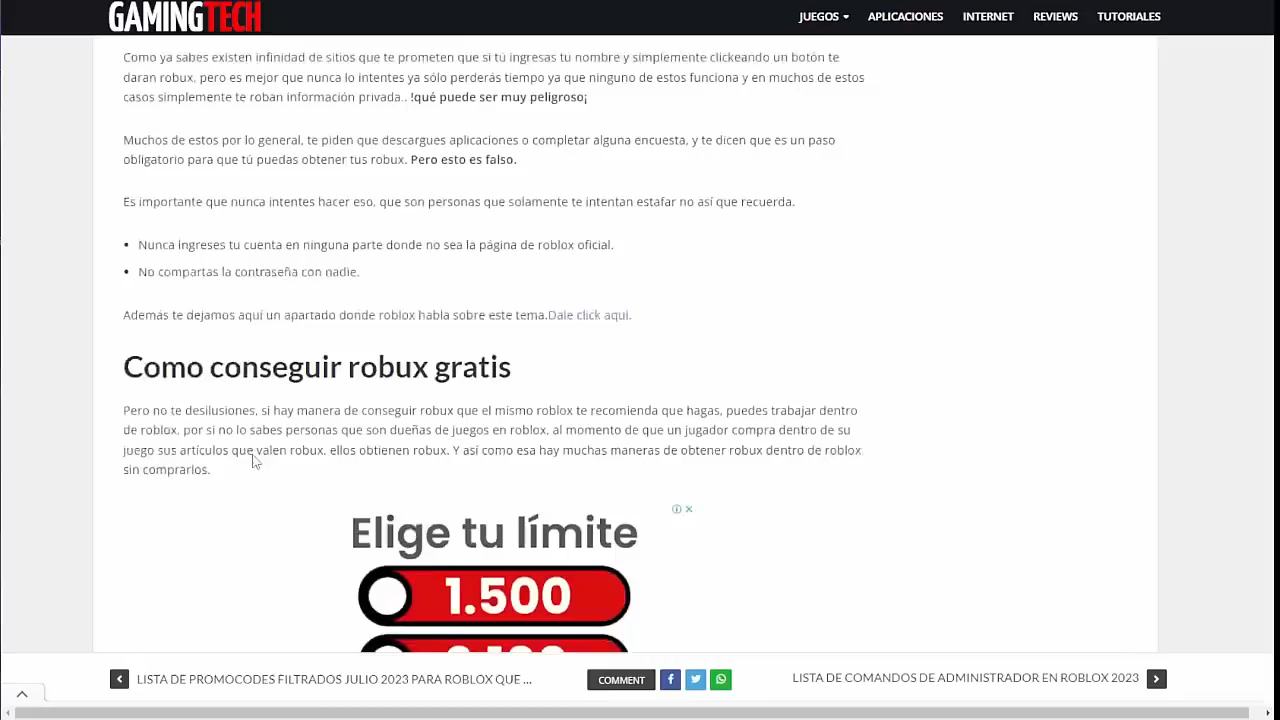 GAMINGTECH
JUEGOS APLICACIONES INTERNET REVIEWS TUTORIALES
Como ya sabes existen infinidad de sitios que te prometen que si tú ingresas tu nombre y simplemente clickeando un botón te
daran robux, pero es mejor que nunca lo intentes ya sólo perderás tiempo ya que ninguno de estos funciona y en muchos de estos
casos simplemente te roban información privada.. !qué puede ser muy peligroso¡
Muchos de estos por lo general, te piden que descargues aplicaciones o completar alguna encuesta, y te dicen que es un paso
obligatorio para que tú puedas obtener tus robux. Pero esto es falso.
Es importante que nunca intentes hacer eso, que son personas que solamente te intentan estafar no así que recuerda.
• Nunca ingreses tu cuenta en ninguna parte donde no sea la página de roblox oficial.
• No compartas la contraseña con nadie.
Además te dejamos aquí un apartado donde roblox habla sobre este tema.Dale click aqui.
Como conseguir robux gratis
Pero no te desilusiones, si hay manera de conseguir robux que el mismo roblox te recomienda que hagas, puedes trabajar dentro
de roblox, por si no lo sabes personas que son dueñas de juegos en roblox, al momento de que un jugador compra dentro de su
juego sus artículos que valen robux, ellos obtienen robux. Y así como esa hay muchas maneras de obtener robux dentro de roblox
sin comprarlos.
Elige tu límite
1.500
LISTA DE PROMOCODES FILTRADOS JULIO 2023 PARA ROBLOX QUE ...
COMMENT
LISTA DE COMANDOS DE ADMINISTRADOR EN ROBLOX 2023